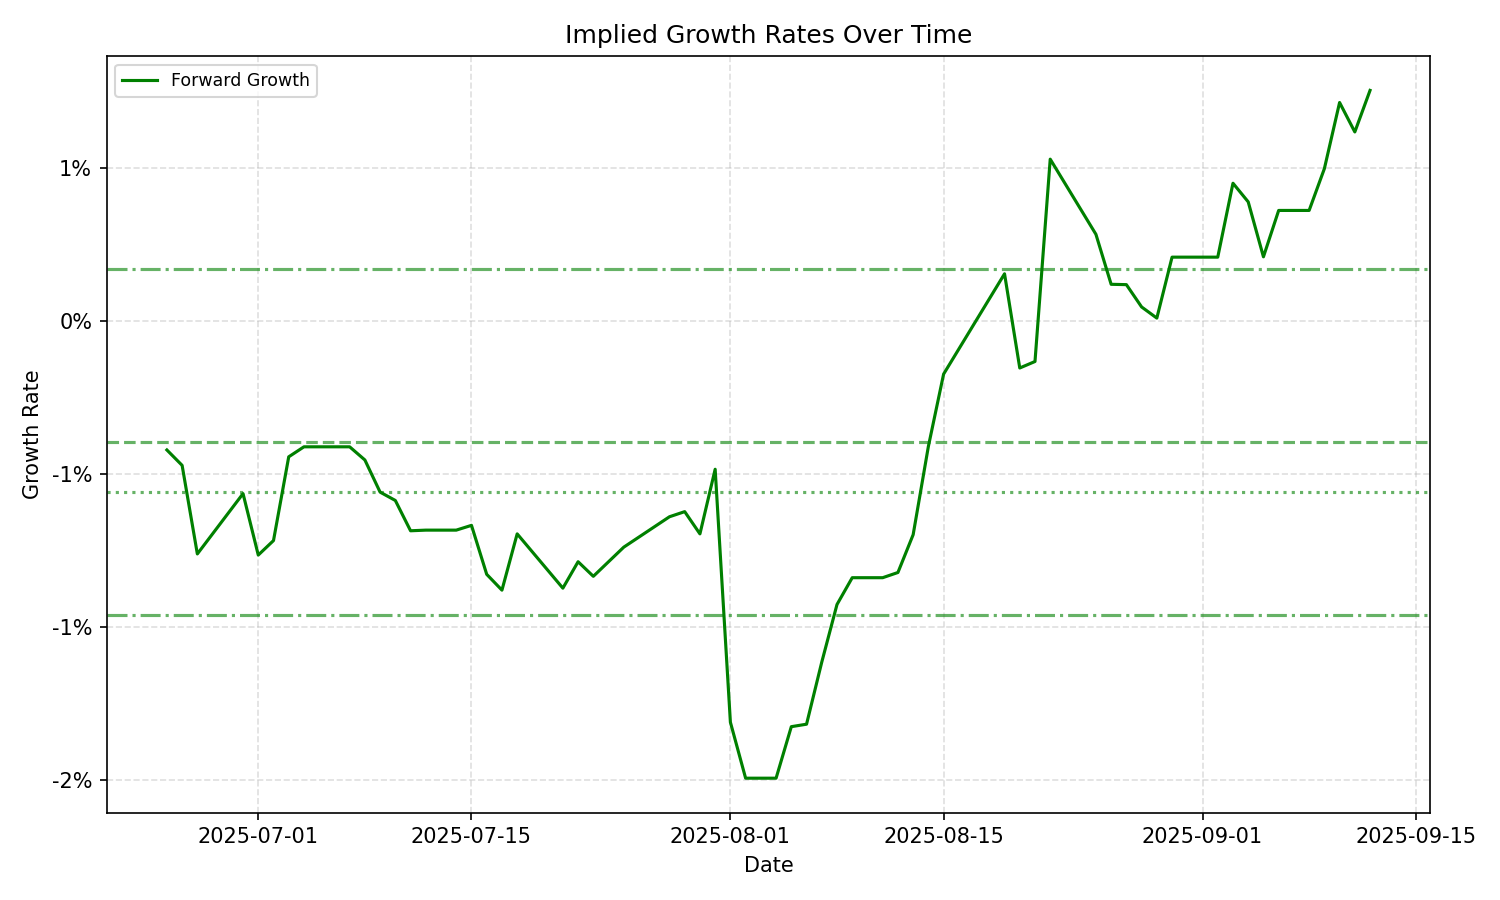 Implied Growth Rates Over Time
Forward Growth
1%
0%
-1%
-1%
-2%
Growth Rate
2025-07-01
2025-07-15
2025-08-01
2025-08-15
2025-09-01
2025-09-15
Date